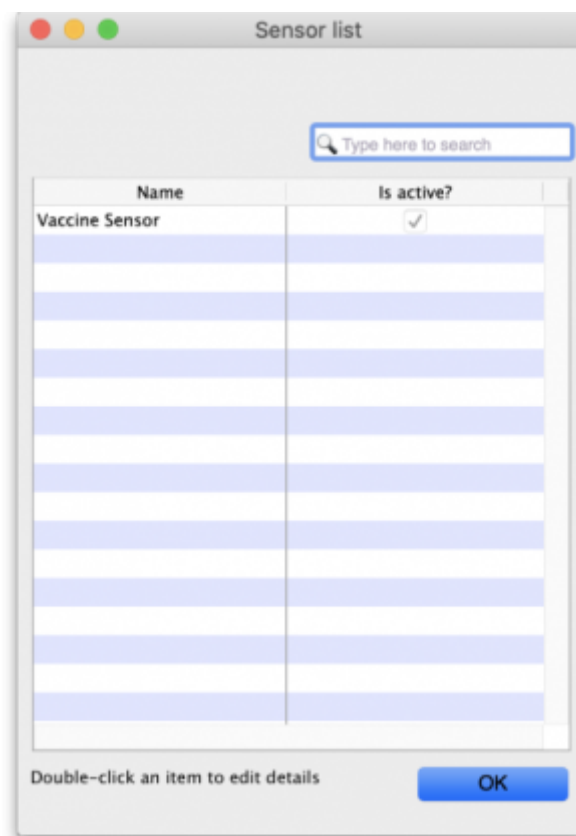 Sensor list
Type here to search
Name Is active?
Vaccine Sensor
Double-click an item to edit details
OK